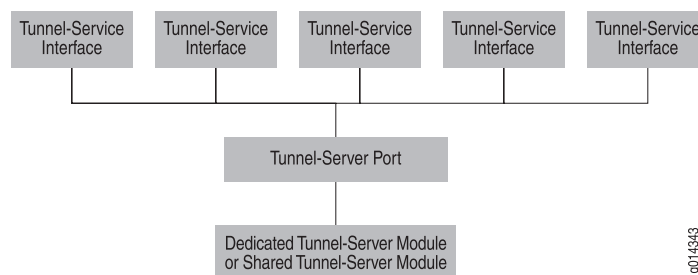 Tunnel-Service
Interface
Tunnel-Service
Interface
Tunnel-Service
Interface
Tunnel-Service
Interface
Tunnel-Service
Interface
Tunnel-Server Port
Dedicated Tunnel-Server Module
or Shared Tunnel-Server Module
g014343